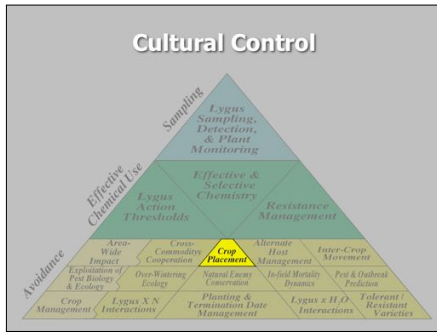 Cultural Control
Sampling
Lygus
Sampling,
Detection,
& Plant
Monitoring
Effective
Chemical Use
Lygus
Action
Thresholds
Effective &
Selective
Chemistry
Resistance
Management
Avoidance
Area-
Wide
Impact
Cross-
Commodity
Cooperation
Crop
Placement
Alternate
Host
Management
Inter-Crop
Movement
Exploitation of
Pest Biology
& Ecology
Over-Wintering
Ecology
Natural Enemy
Conservation
In-field Mortality
Dynamics
Pest & Outbreak
Prediction
Crop
Management
Lygus X N
Interactions
Planting &
Termination Date
Management
Lygus x H2O
Interactions
Tolerant /
Resistant
Varieties